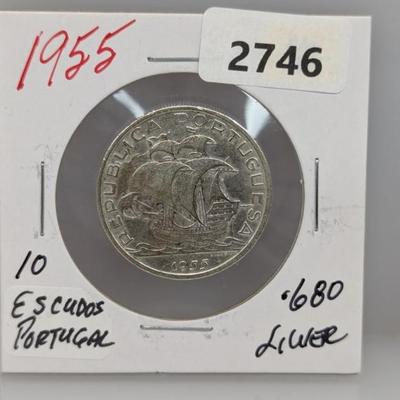 1955
2746
REPUBLICA PORTUGUESA
1955
10
ESCUDOS
PORTUGAL
.680
SILVER